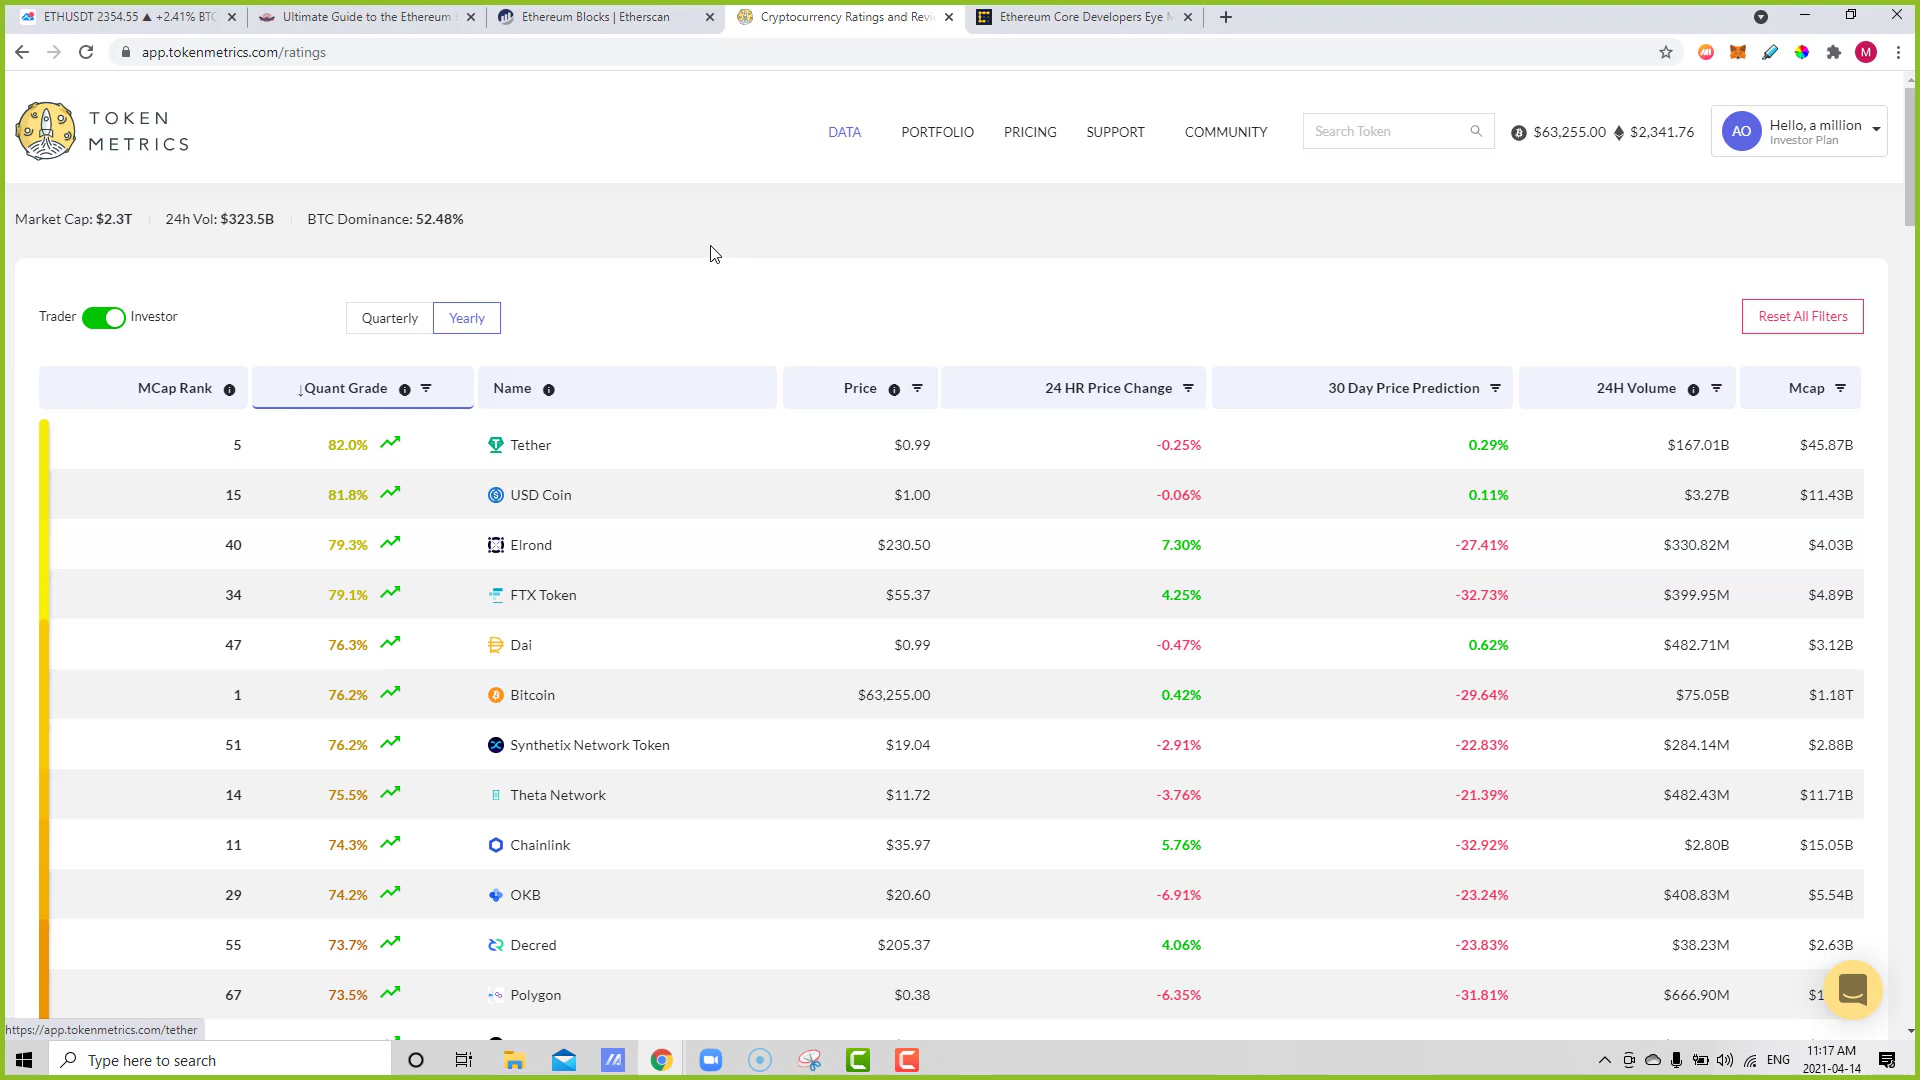 ETHUSDT 2354.55 ▲ +2.41% BTC
Ultimate Guide to the Ethereum
Ethereum Blocks | Etherscan
Cryptocurrency Ratings and Revi
Ethereum Core Developers Eye M
app.tokenmetrics.com/ratings
M
TOKEN
METRICS
DATA
PORTFOLIO
PRICING
SUPPORT
COMMUNITY
Search Token
$63,255.00
$2,341.76
AO
Hello, a million
Investor Plan
Market Cap: $2.3T
24h Vol: $323.5B
BTC Dominance: 52.48%
Trader
Investor
Quarterly
Yearly
Reset All Filters
MCap Rank ↓Quant Grade Name Price 24 HR Price Change 30 Day Price Prediction 24H Volume Mcap
5 82.0% Tether $0.99 -0.25% 0.29% $167.01B $45.87B
15 81.8% USD Coin $1.00 -0.06% 0.11% $3.27B $11.43B
40 79.3% Elrond $230.50 7.30% -27.41% $330.82M $4.03B
34 79.1% FTX Token $55.37 4.25% -32.73% $399.95M $4.89B
47 76.3% Dai $0.99 -0.47% 0.62% $482.71M $3.12B
1 76.2% Bitcoin $63,255.00 0.42% -29.64% $75.05B $1.18T
51 76.2% Synthetix Network Token $19.04 -2.91% -22.83% $284.14M $2.88B
14 75.5% Theta Network $11.72 -3.76% -21.39% $482.43M $11.71B
11 74.3% Chainlink $35.97 5.76% -32.92% $2.80B $15.05B
29 74.2% OKB $20.60 -6.91% -23.24% $408.83M $5.54B
55 73.7% Decred $205.37 4.06% -23.83% $38.23M $2.63B
67 73.5% Polygon $0.38 -6.35% -31.81% $666.90M $1
https://app.tokenmetrics.com/tether
Type here to search
ENG
11:17 AM
2021-04-14